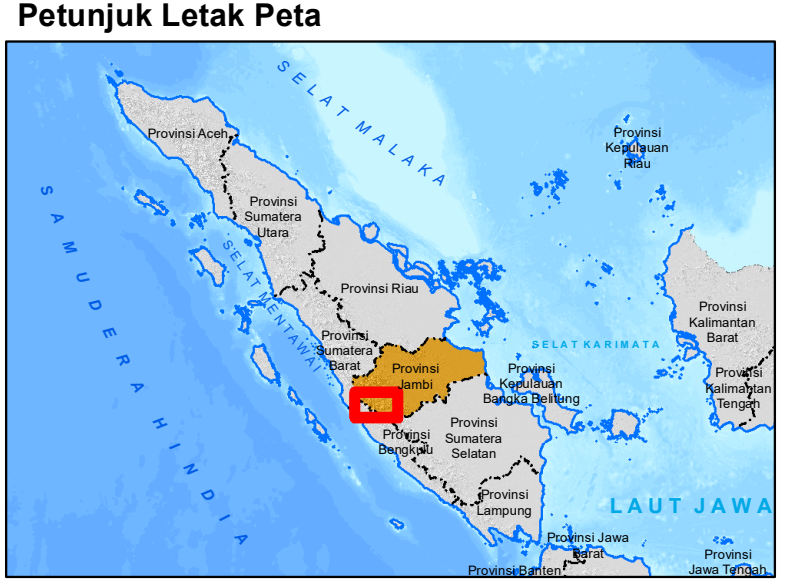 Petunjuk Letak Peta
SELAT MALAKA
Provinsi Aceh
Provinsi
Kepulauan
Riau
Provinsi
Sumatera
Utara
SAMUDERA HINDIA
SELAT MENTAWAI
Provinsi Riau
Provinsi
Kalimantan
Barat
Provinsi
Sumatera
Barat
SELAT KARIMATA
Provinsi
Jambi
Provinsi
Kepulauan
Bangka Belitung
Provinsi
Kalimantan
Tengah
Provinsi
Sumatera
Selatan
Provinsi
Bengkulu
Provinsi
Lampung
LAUT JAWA
Provinsi Jawa
Barat
Provinsi Banten
Provinsi
Jawa Tengah